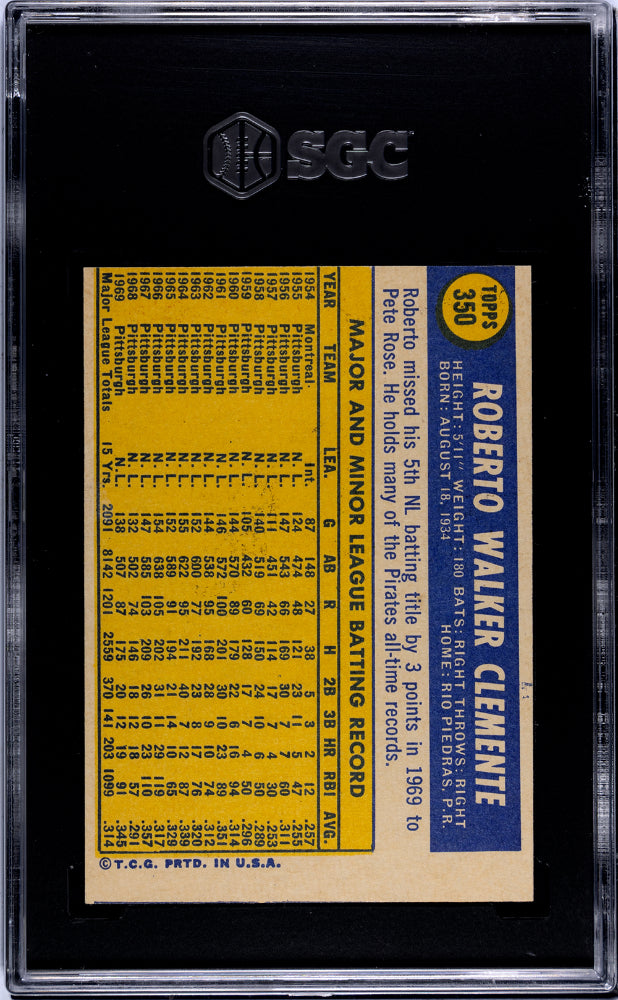 SGC
TOPPS
350
ROBERTO WALKER CLEMENTE
HEIGHT: 5'11" WEIGHT: 180 BATS: RIGHT THROWS: RIGHT
BORN: AUGUST 18, 1934 HOME: RIO PIEDRAS, P.R.
Roberto missed his 5th NL batting title by 3 points in 1969 to
Pete Rose. He holds many of the Pirates all-time records.
MAJOR AND MINOR LEAGUE BATTING RECORD
YEAR TEAM LEA. G AB R H 2B 3B HR RBI AVG.
1954 Montreal Int. 87 148 27 38 5 3 2 12 .257
1955 Pittsburgh N.L. 124 474 48 121 23 11 5 47 .255
1956 Pittsburgh N.L. 147 543 66 169 30 7 7 60 .311
1957 Pittsburgh N.L. 111 451 42 114 17 7 4 30 .253
1958 Pittsburgh N.L. 140 519 69 150 24 10 6 50 .289
1959 Pittsburgh N.L. 105 432 60 128 17 7 4 50 .296
1960 Pittsburgh N.L. 144 570 89 179 22 6 16 94 .314
1961 Pittsburgh N.L. 146 572 100 201 30 10 23 89 .351
1962 Pittsburgh N.L. 144 538 95 168 28 9 10 74 .312
1963 Pittsburgh N.L. 152 600 77 192 23 8 17 76 .320
1964 Pittsburgh N.L. 155 622 95 211 40 7 12 87 .339
1965 Pittsburgh N.L. 152 589 91 194 21 14 10 65 .329
1966 Pittsburgh N.L. 154 638 105 202 31 11 29 119 .317
1967 Pittsburgh N.L. 147 585 103 209 26 10 23 110 .357
1968 Pittsburgh N.L. 132 502 74 146 18 12 18 57 .291
1969 Pittsburgh N.L. 138 507 87 175 20 12 19 91 .345
Major League Totals 15 Yrs. 2091 8142 1201 2559 370 141 203 1099 .314
©T.C.G. PRTD. IN U.S.A.